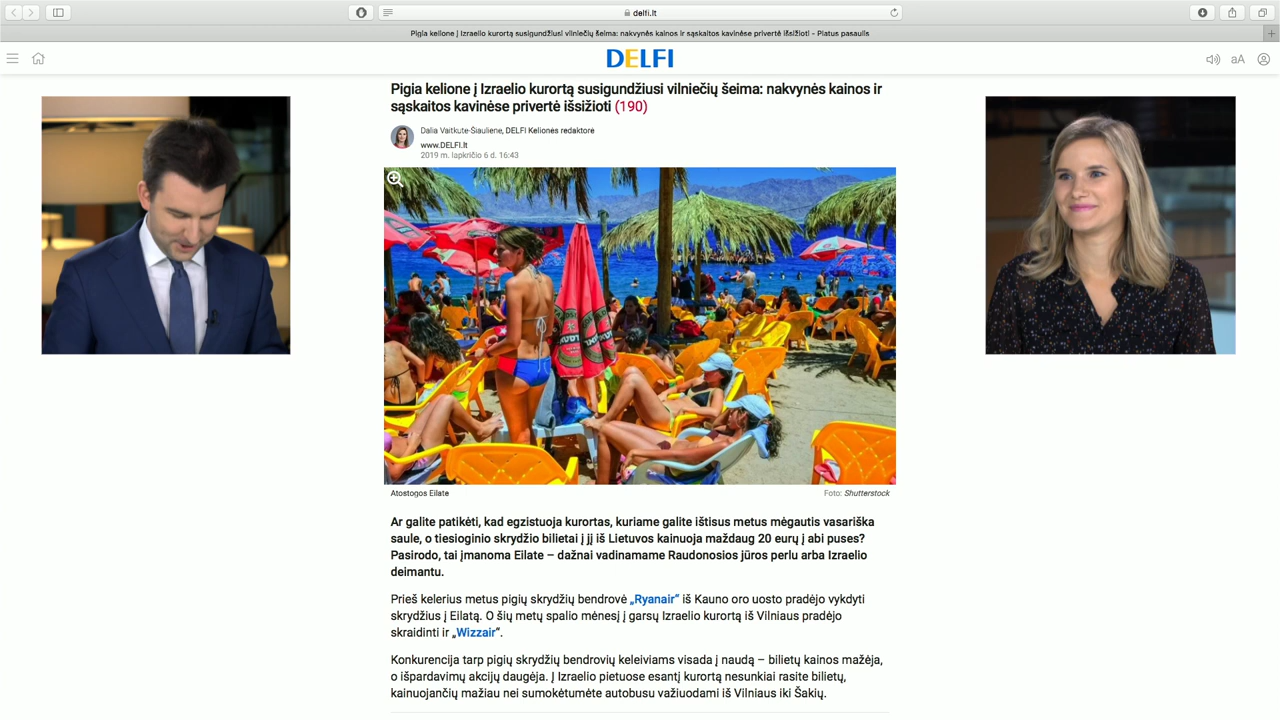 delfi.lt
Pigia kelionė į Izraelio kurortą susigundžiusi vilniečių šeima: nakvynės kainos ir sąskaitos kavinėse privertė išsižioti - Platus pasaulis
DELFI
aA
Pigia kelione į Izraelio kurortą susigundžiusi vilniečių šeima: nakvynės kainos ir
sąskaitos kavinėse privertė išsižioti (190)
Dalia Vaitkutė-Šiaulienė, DELFI Kelionės redaktorė
www.DELFI.lt
2019 m. lapkričio 6 d. 16:43
Atostogos Eilate
Foto: Shutterstock
Ar galite patikėti, kad egzistuoja kurortas, kuriame galite ištisus metus mėgautis vasariška
saule, o tiesioginio skrydžio bilietai į jį iš Lietuvos kainuoja maždaug 20 eurų į abi puses?
Pasirodo, tai įmanoma Eilate – dažnai vadinamame Raudonosios jūros perlu arba Izraelio
deimantu.
Prieš kelerius metus pigių skrydžių bendrovė „Ryanair“ iš Kauno oro uosto pradėjo vykdyti
skrydžius į Eilatą. O šių metų spalio mėnesį į garsų Izraelio kurortą iš Vilniaus pradėjo
skraidinti ir „Wizzair“.
Konkurencija tarp pigių skrydžių bendrovių keleiviams visada į naudą – bilietų kainos mažėja,
o išpardavimų akcijų daugėja. Į Izraelio pietuose esantį kurortą nesunkiai rasite bilietų,
kainuojančių mažiau nei sumokėtumėte autobusu važiuodami iš Vilniaus iki Šakių.